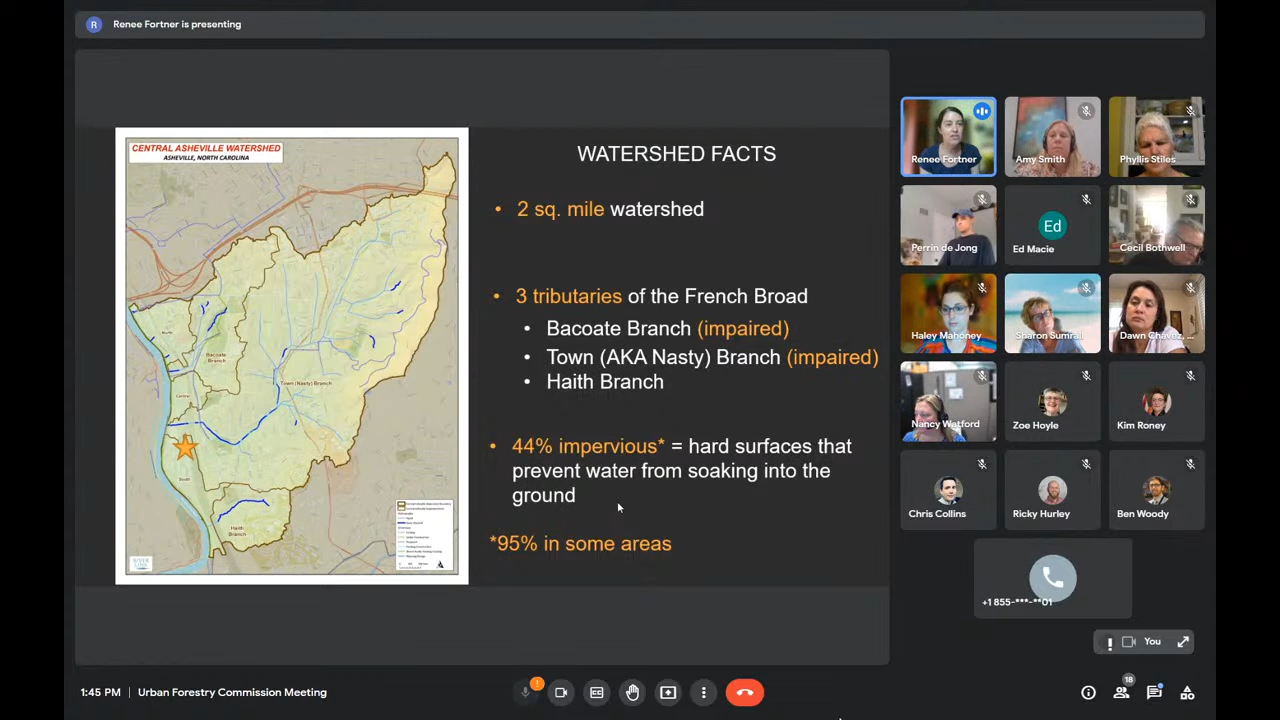 R
Renee Fortner is presenting
CENTRAL ASHEVILLE WATERSHED
ASHEVILLE, NORTH CAROLINA
North
Bacoate
Branch
Central
Town (Nasty) Branch
South
Haith
Branch
RIVER
LINK
WATERSHED FACTS
• 2 sq. mile watershed
• 3 tributaries of the French Broad
• Bacoate Branch (impaired)
• Town (AKA Nasty) Branch (impaired)
• Haith Branch
• 44% impervious* = hard surfaces that
prevent water from soaking into the
ground
*95% in some areas
Renee Fortner
Amy Smith
Phyllis Stiles
Perrin de Jong
Ed
Ed Macie
Cecil Bothwell
Haley Mahoney
Sharon Sumrall
Dawn Chavez, ...
Nancy Watford
Zoe Hoyle
Kim Roney
Chris Collins
Ricky Hurley
Ben Woody
+1 855-***-**01
You
1:45 PM | Urban Forestry Commission Meeting
18